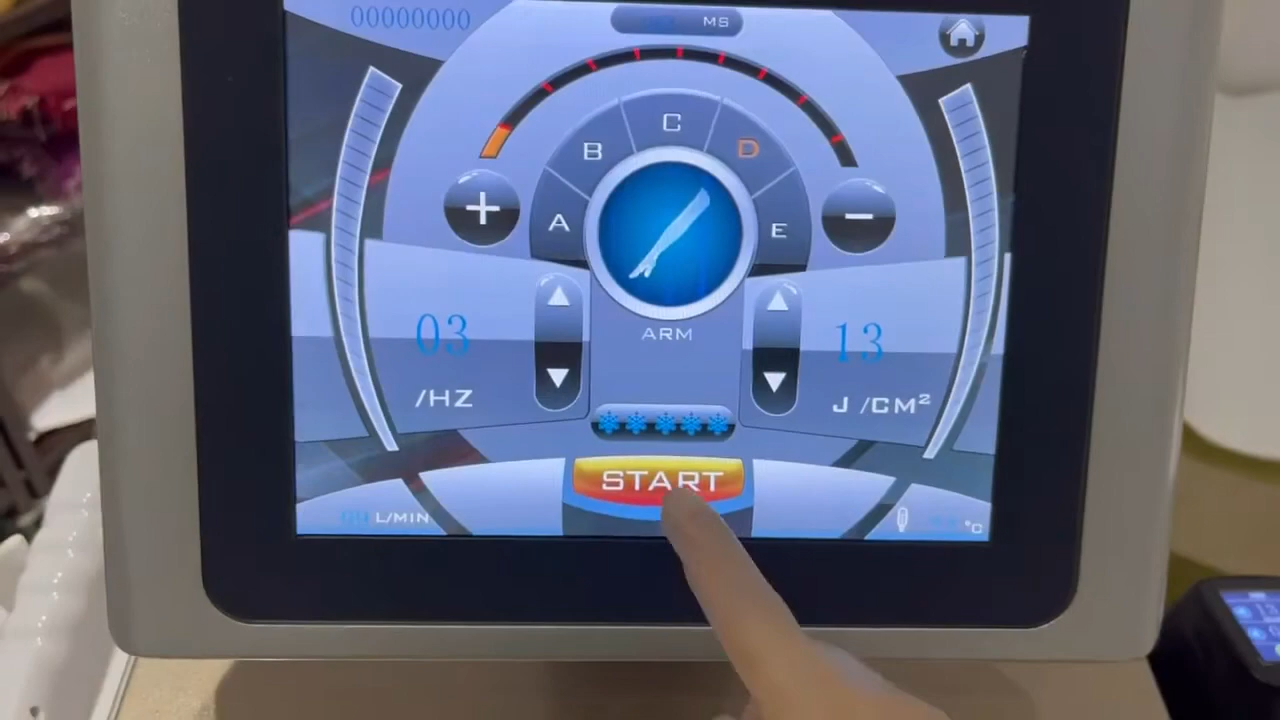 00000000
MS
C
B
D
A
E
ARM
03
13
/HZ
J /CM²
START
L/MIN
°C